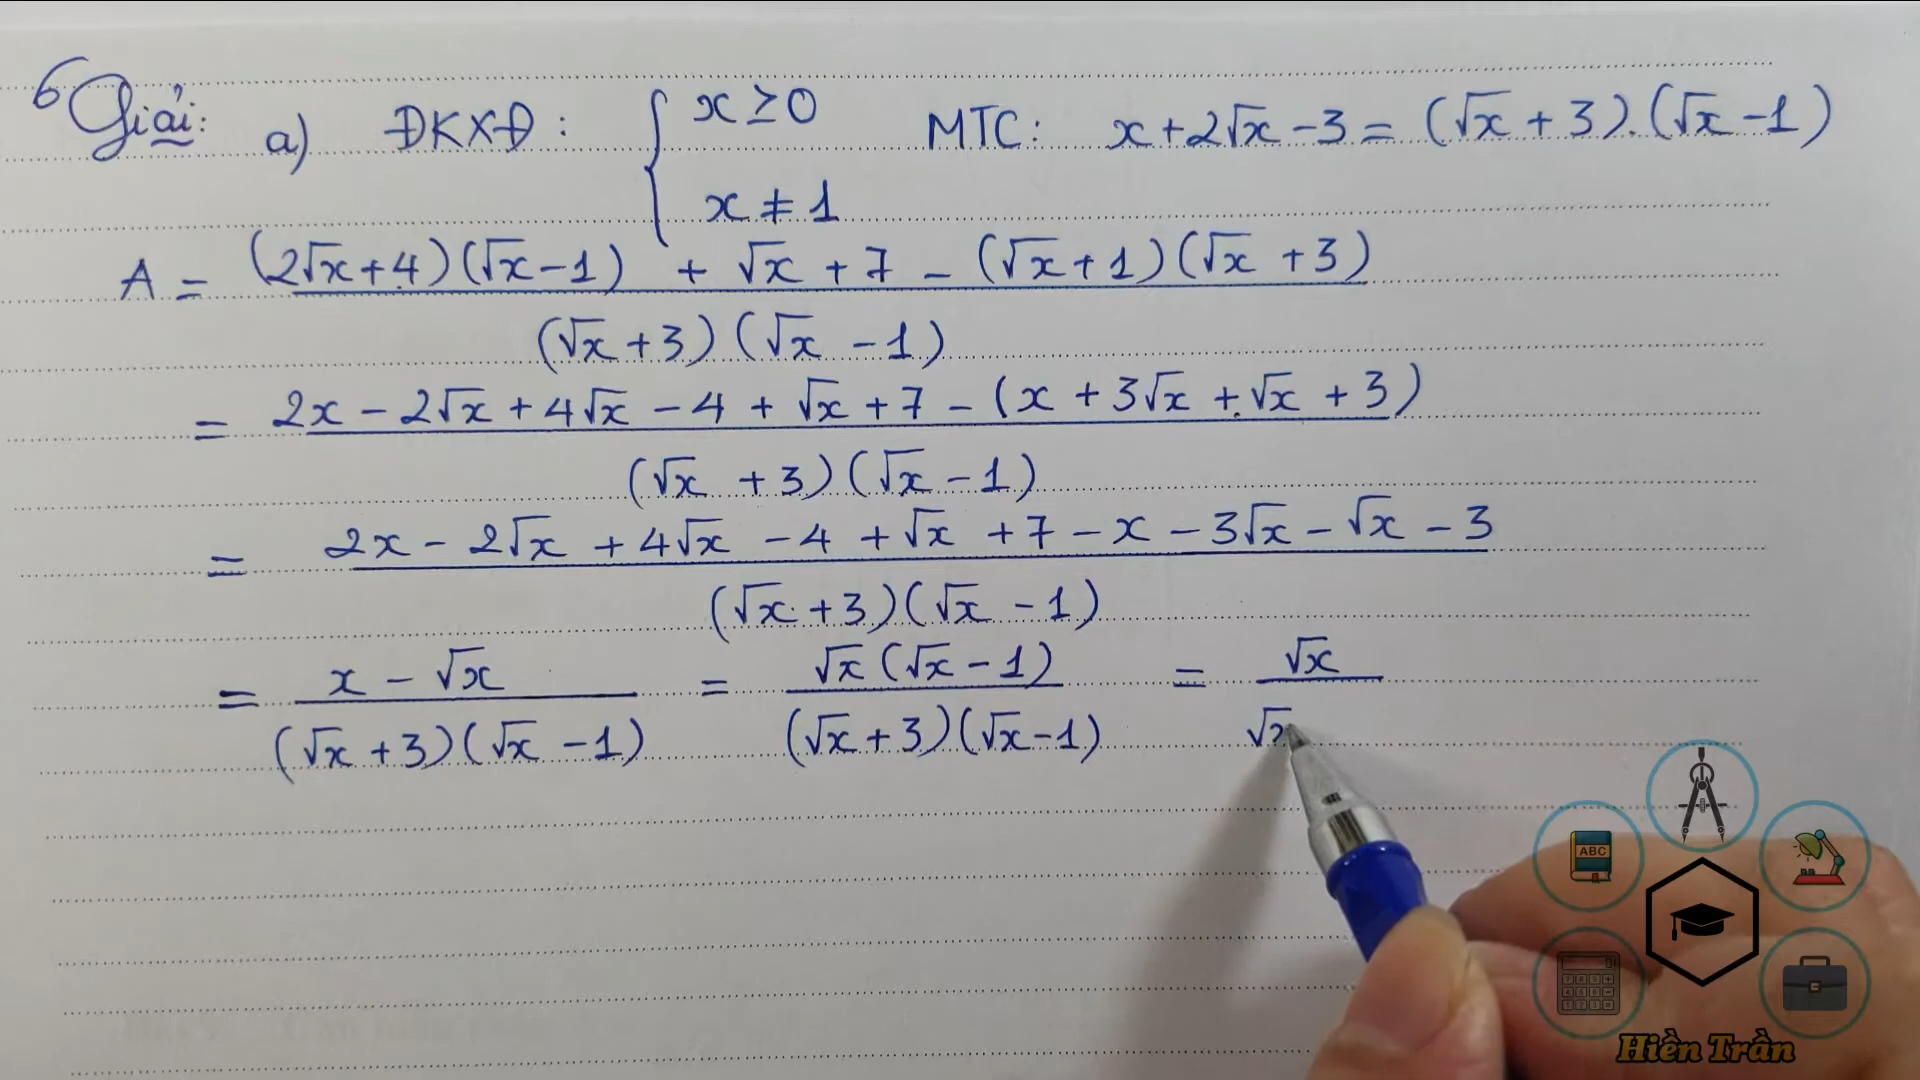 6 Giải: a) ĐKXĐ: { x ≥ 0 MTC: x + 2√x - 3 = (√x + 3).(√x - 1)
x ≠ 1
A = (2√x + 4)(√x - 1) + √x + 7 - (√x + 1)(√x + 3)
(√x + 3)(√x - 1)
= 2x - 2√x + 4√x - 4 + √x + 7 - (x + 3√x + √x + 3)
(√x + 3)(√x - 1)
= 2x - 2√x + 4√x - 4 + √x + 7 - x - 3√x - √x - 3
(√x + 3)(√x - 1)
= x - √x = √x(√x - 1) = √x
(√x + 3)(√x - 1) (√x + 3)(√x - 1) √x
ABC
Hiền Trần